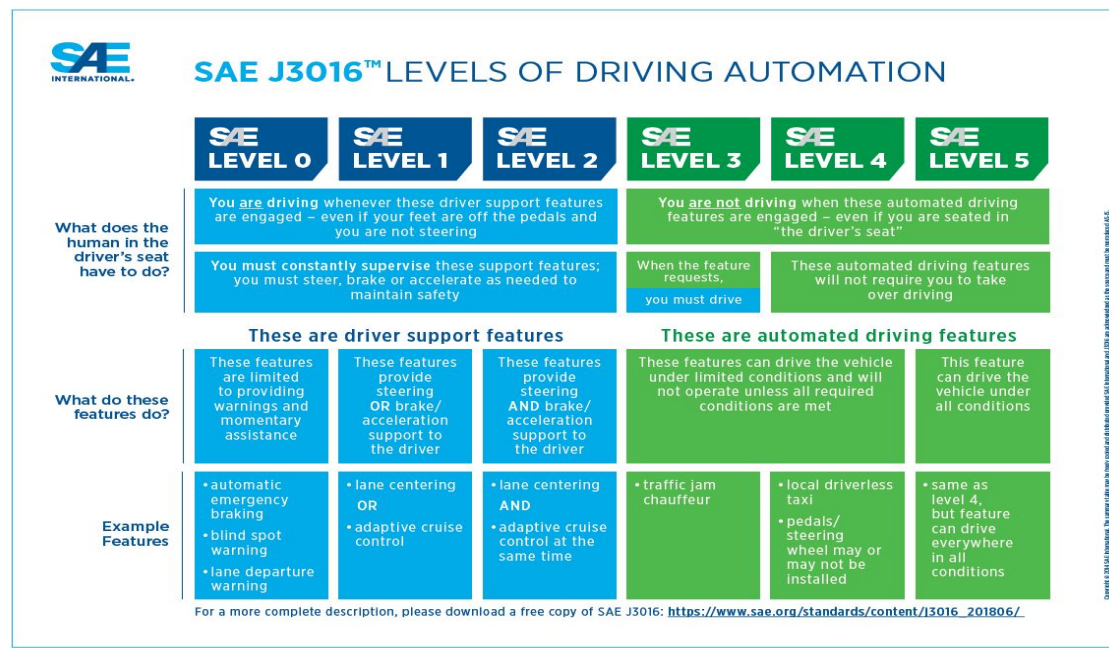 SAE
INTERNATIONAL®
SAE J3016™ LEVELS OF DRIVING AUTOMATION
SAE
LEVEL 0
SAE
LEVEL 1
SAE
LEVEL 2
SAE
LEVEL 3
SAE
LEVEL 4
SAE
LEVEL 5
What does the
human in the
driver's seat
have to do?
You are driving whenever these driver support features
are engaged – even if your feet are off the pedals and
you are not steering
You are not driving when these automated driving
features are engaged – even if you are seated in
"the driver's seat"
You must constantly supervise these support features;
you must steer, brake or accelerate as needed to
maintain safety
When the feature
requests,
you must drive
These automated driving features
will not require you to take
over driving
These are driver support features
These are automated driving features
What do these
features do?
These features
are limited
to providing
warnings and
momentary
assistance
These features
provide
steering
OR brake/
acceleration
support to
the driver
These features
provide
steering
AND brake/
acceleration
support to
the driver
These features can drive the vehicle
under limited conditions and will
not operate unless all required
conditions are met
This feature
can drive the
vehicle under
all conditions
Example
Features
• automatic
emergency
braking
• blind spot
warning
• lane departure
warning
• lane centering
OR
• adaptive cruise
control
• lane centering
AND
• adaptive cruise
control at the
same time
• traffic jam
chauffeur
• local driverless
taxi
• pedals/
steering
wheel may or
may not be
installed
• same as
level 4,
but feature
can drive
everywhere
in all
conditions
For a more complete description, please download a free copy of SAE J3016: https://www.sae.org/standards/content/J3016_201806/